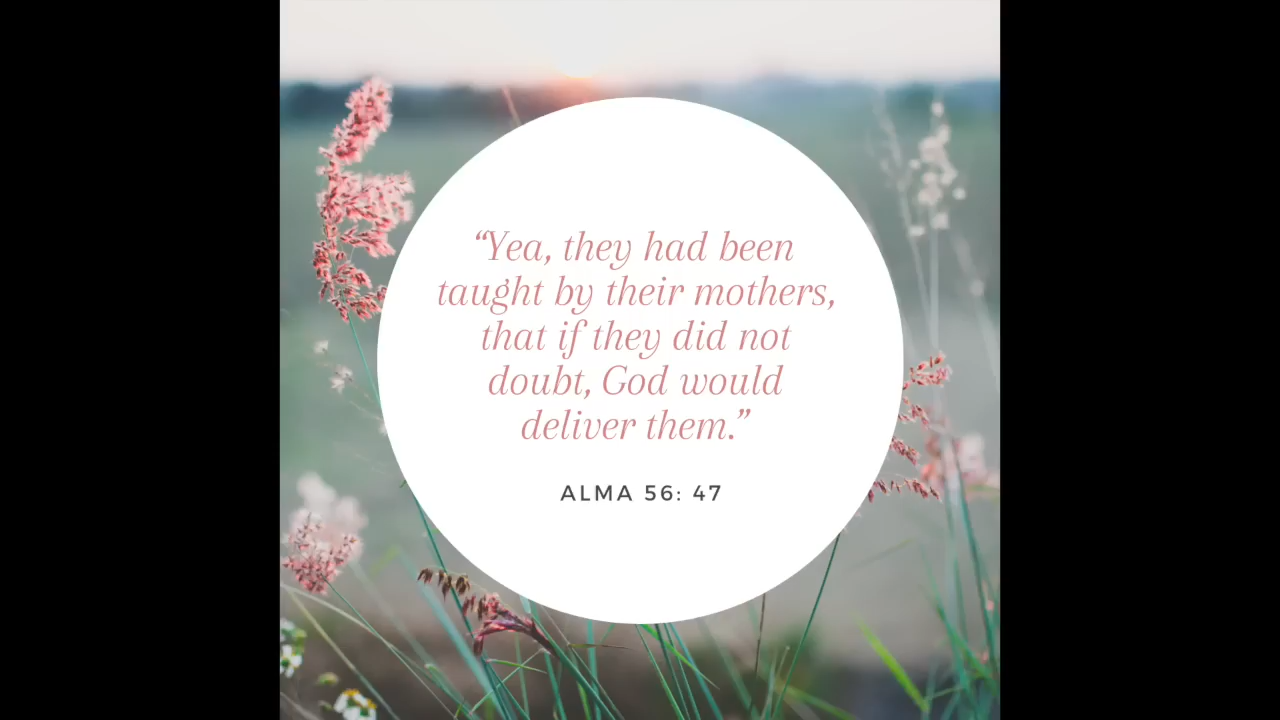 “Yea, they had been
taught by their mothers,
that if they did not
doubt, God would
deliver them.”
ALMA 56: 47